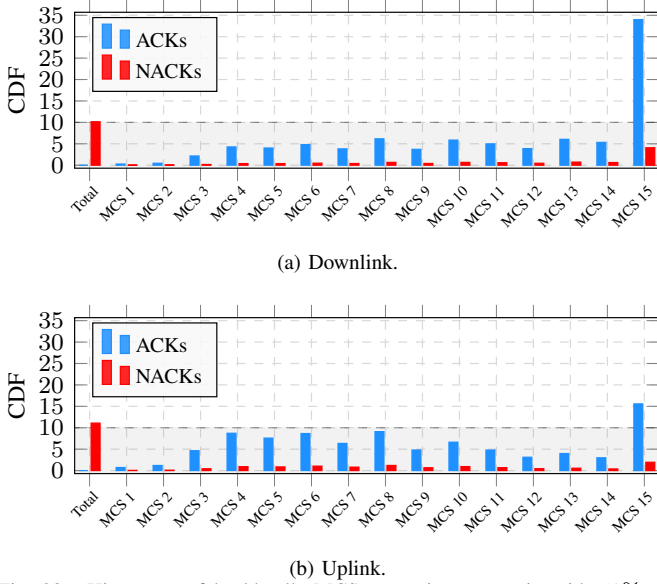 35
30
25
20
15
10
5
0
CDF
ACKs
NACKs
Total
MCS 1
MCS 2
MCS 3
MCS 4
MCS 5
MCS 6
MCS 7
MCS 8
MCS 9
MCS 10
MCS 11
MCS 12
MCS 13
MCS 14
MCS 15
(a) Downlink.
35
30
25
20
15
10
5
0
CDF
ACKs
NACKs
Total
MCS 1
MCS 2
MCS 3
MCS 4
MCS 5
MCS 6
MCS 7
MCS 8
MCS 9
MCS 10
MCS 11
MCS 12
MCS 13
MCS 14
MCS 15
(b) Uplink.